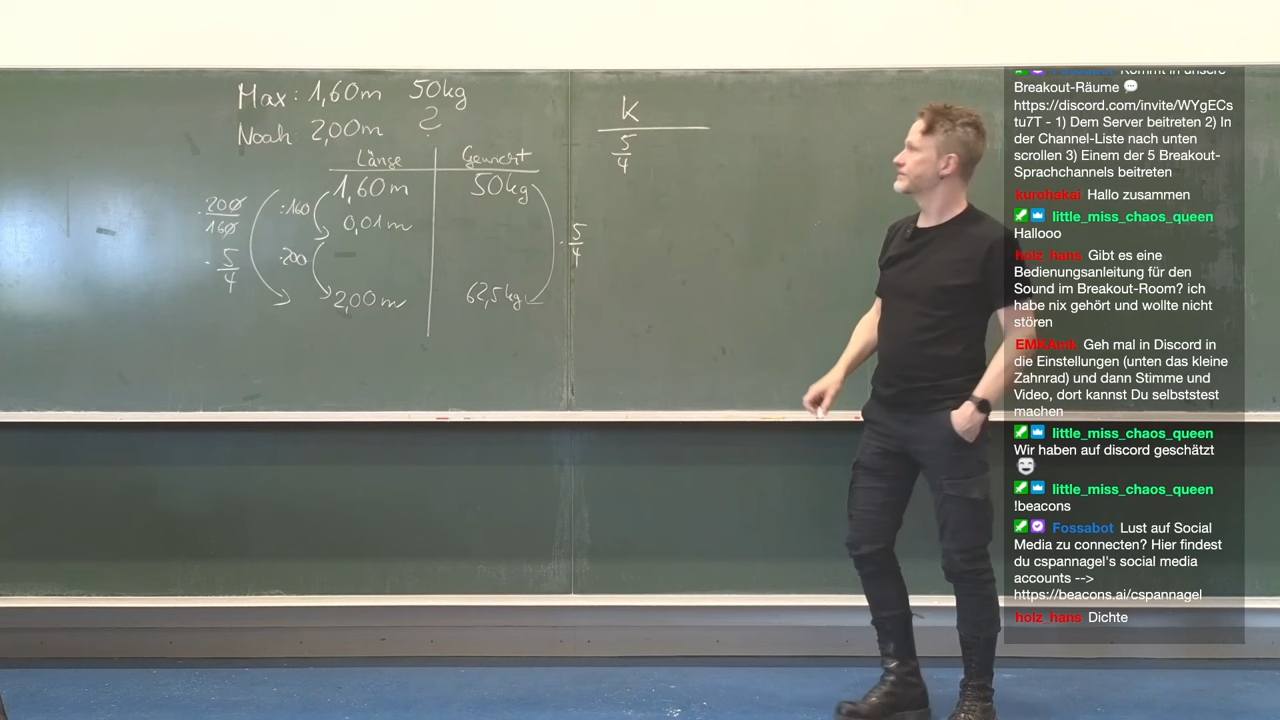 Max: 1,60m 50kg
Noah: 2,00m ?
Länge Gewicht
1,60m 50kg
0,01m
2,00m 62,5kg
:160
·200
· 200/160
· 5/4
· 5/4
k
5/4
Kommt in unsere
Breakout-Räume 💬
https://discord.com/invite/WYgECs
tu7T - 1) Dem Server beitreten 2) In
der Channel-Liste nach unten
scrollen 3) Einem der 5 Breakout-
Sprachchannels beitreten
kurohakai Hallo zusammen
little_miss_chaos_queen
Hallooo
holz_hans Gibt es eine
Bedienungsanleitung für den
Sound im Breakout-Room? ich
habe nix gehört und wollte nicht
stören
EMKAnik Geh mal in Discord in
die Einstellungen (unten das kleine
Zahnrad) und dann Stimme und
Video, dort kannst Du selbststest
machen
little_miss_chaos_queen
Wir haben auf discord geschätzt
little_miss_chaos_queen
!beacons
Fossabot Lust auf Social
Media zu connecten? Hier findest
du cspannagel's social media
accounts -->
https://beacons.ai/cspannagel
holz_hans Dichte